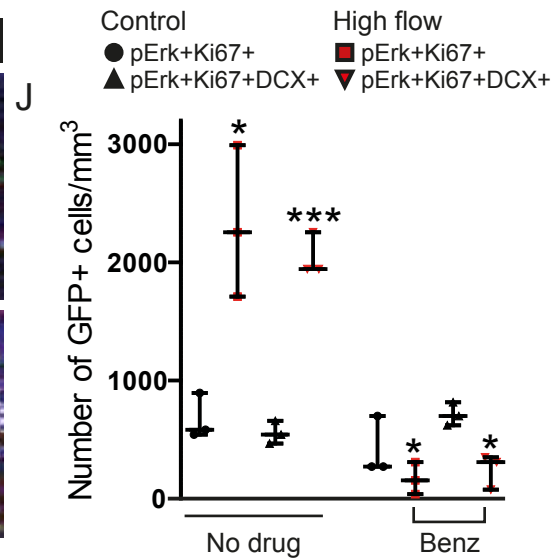 Control
pErk+Ki67+
pErk+Ki67+DCX+
High flow
pErk+Ki67+
pErk+Ki67+DCX+
J
Number of GFP+ cells/mm³
3000
2000
1000
0
*
***
*
*
No drug
Benz